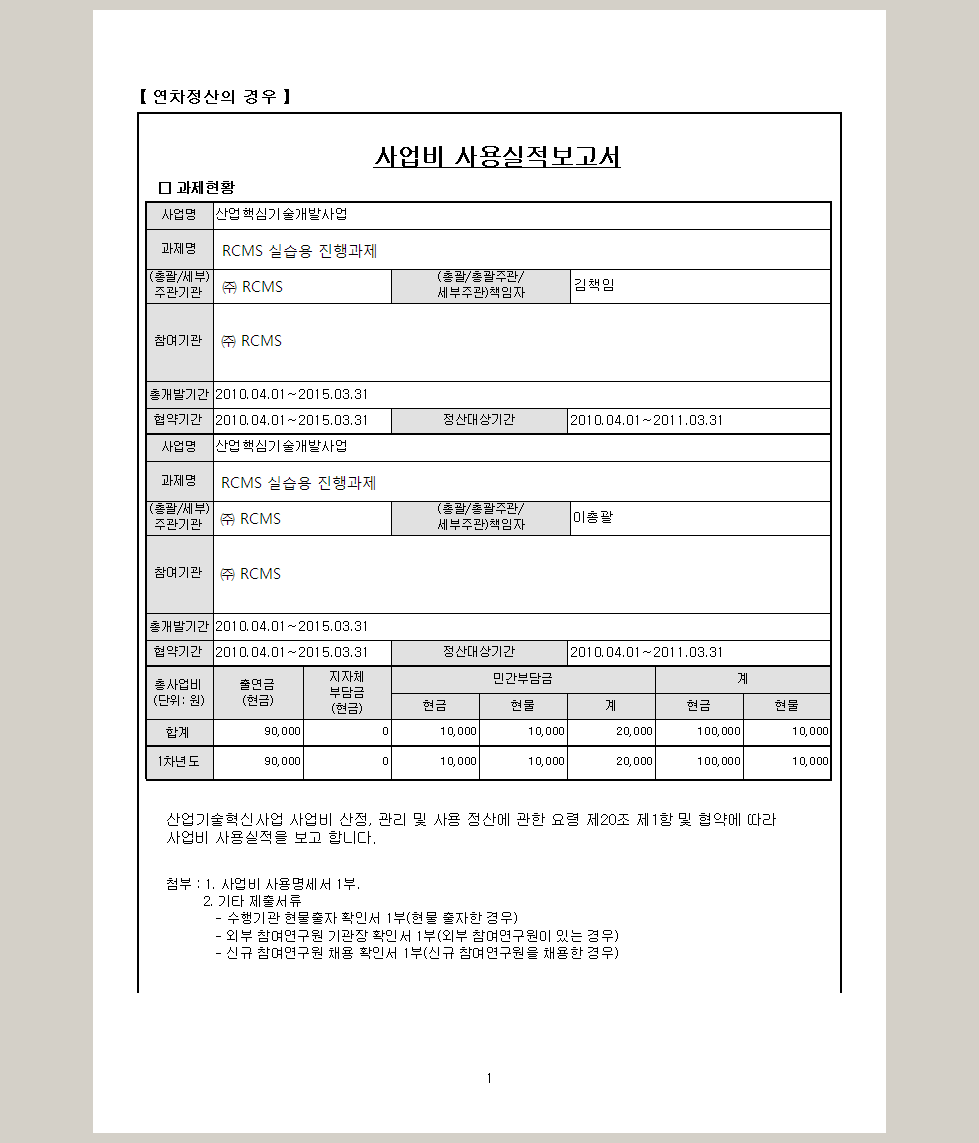 【 연차정산의 경우 】
사업비 사용실적보고서
□ 과제현황
사업명 산업핵심기술개발사업
과제명 RCMS 실습용 진행과제
(총괄/세부) 주관기관 ㈜ RCMS (총괄/총괄주관/ 세부주관)책임자 김책임
참여기관 ㈜ RCMS
총개발기간 2010.04.01~2015.03.31
협약기간 2010.04.01~2015.03.31 정산대상기간 2010.04.01~2011.03.31
사업명 산업핵심기술개발사업
과제명 RCMS 실습용 진행과제
(총괄/세부) 주관기관 ㈜ RCMS (총괄/총괄주관/ 세부주관)책임자 이총괄
참여기관 ㈜ RCMS
총개발기간 2010.04.01~2015.03.31
협약기간 2010.04.01~2015.03.31 정산대상기간 2010.04.01~2011.03.31
총사업비 (단위: 원) 출연금 (현금) 지자체 부담금 (현금) 민간부담금 계
현금 현물 계 현금 현물
합계 90,000 0 10,000 10,000 20,000 100,000 10,000
1차년도 90,000 0 10,000 10,000 20,000 100,000 10,000
산업기술혁신사업 사업비 산정, 관리 및 사용 정산에 관한 요령 제20조 제1항 및 협약에 따라
사업비 사용실적을 보고 합니다.
첨부 : 1. 사업비 사용명세서 1부.
2. 기타 제출서류
- 수행기관 현물출자 확인서 1부(현물 출자한 경우)
- 외부 참여연구원 기관장 확인서 1부(외부 참여연구원이 있는 경우)
- 신규 참여연구원 채용 확인서 1부(신규 참여연구원을 채용한 경우)
1